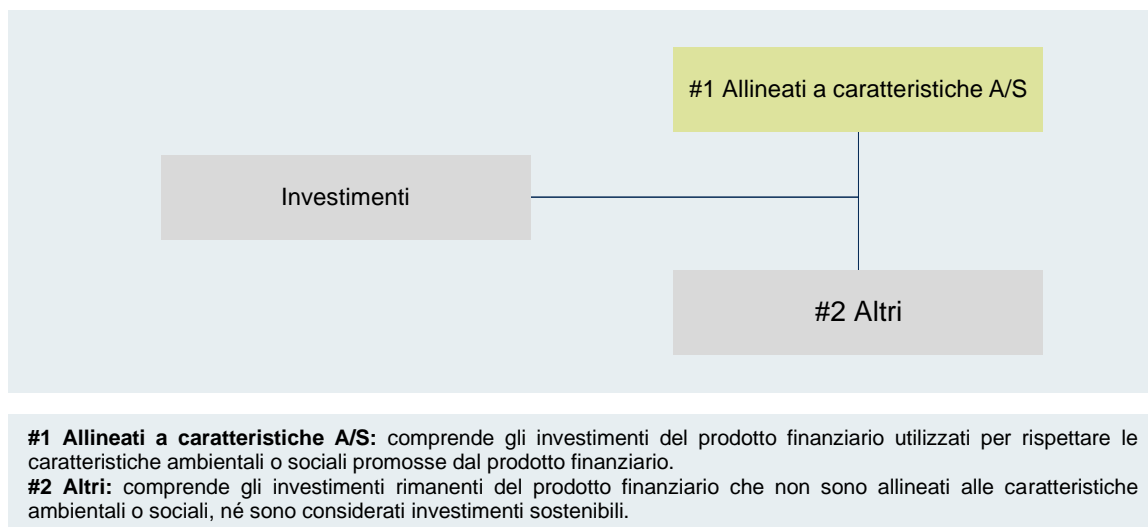 #1 Allineati a caratteristiche A/S
Investimenti
#2 Altri
#1 Allineati a caratteristiche A/S: comprende gli investimenti del prodotto finanziario utilizzati per rispettare le
caratteristiche ambientali o sociali promosse dal prodotto finanziario.
#2 Altri: comprende gli investimenti rimanenti del prodotto finanziario che non sono allineati alle caratteristiche
ambientali o sociali, né sono considerati investimenti sostenibili.